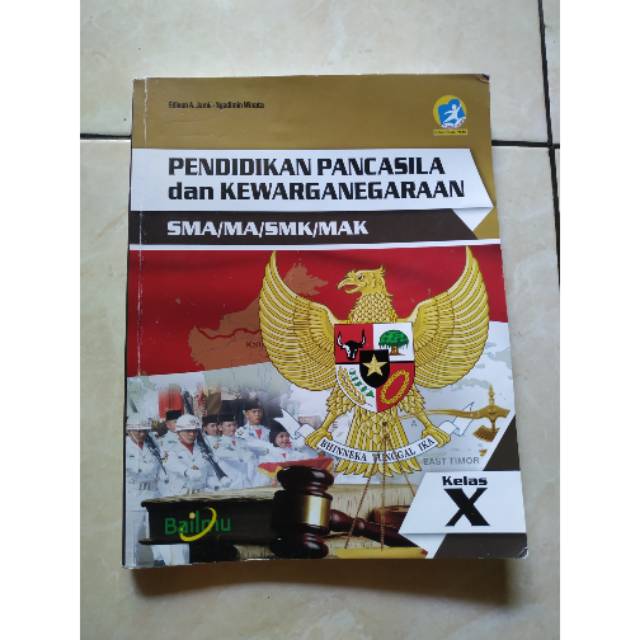 PENDIDIKAN PANCASILA
dan KEWARGANEGARAAN
SMA/MA/SMK/MAK
BHINNEKA TUNGGAL IKA
EAST TIMOR
Kelas
X
Bailmu